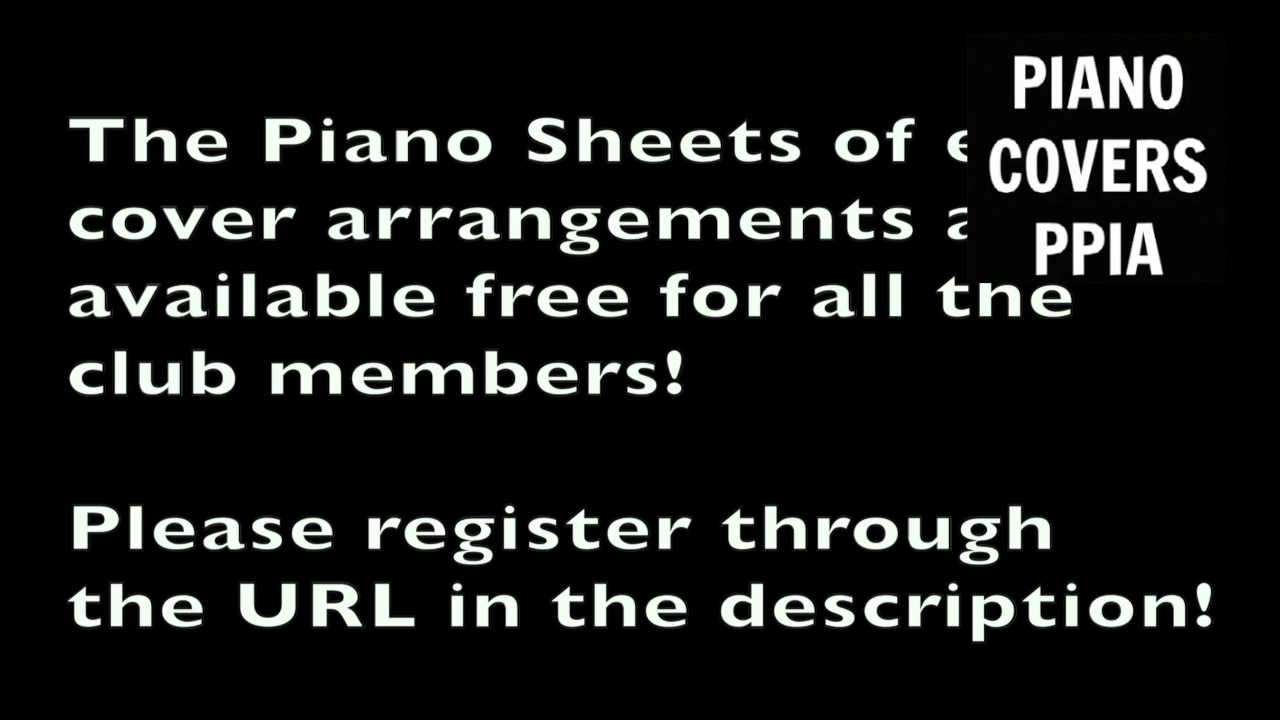 The Piano Sheets of
cover arrangements
available free for all the
club members!
Please register through
the URL in the description!
PIANO
COVERS
PPIA